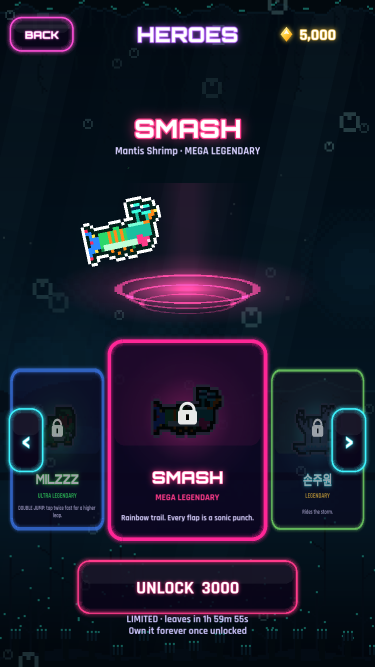 BACK
HEROES
5,000
SMASH
Mantis Shrimp · MEGA LEGENDARY
MILZZZ
ULTRA LEGENDARY
DOUBLE JUMP: tap twice fast for a higher
leap.
SMASH
MEGA LEGENDARY
Rainbow trail. Every flap is a sonic punch.
손주원
LEGENDARY
Rides the storm.
UNLOCK 3000
LIMITED · leaves in 1h 59m 55s
Own it forever once unlocked